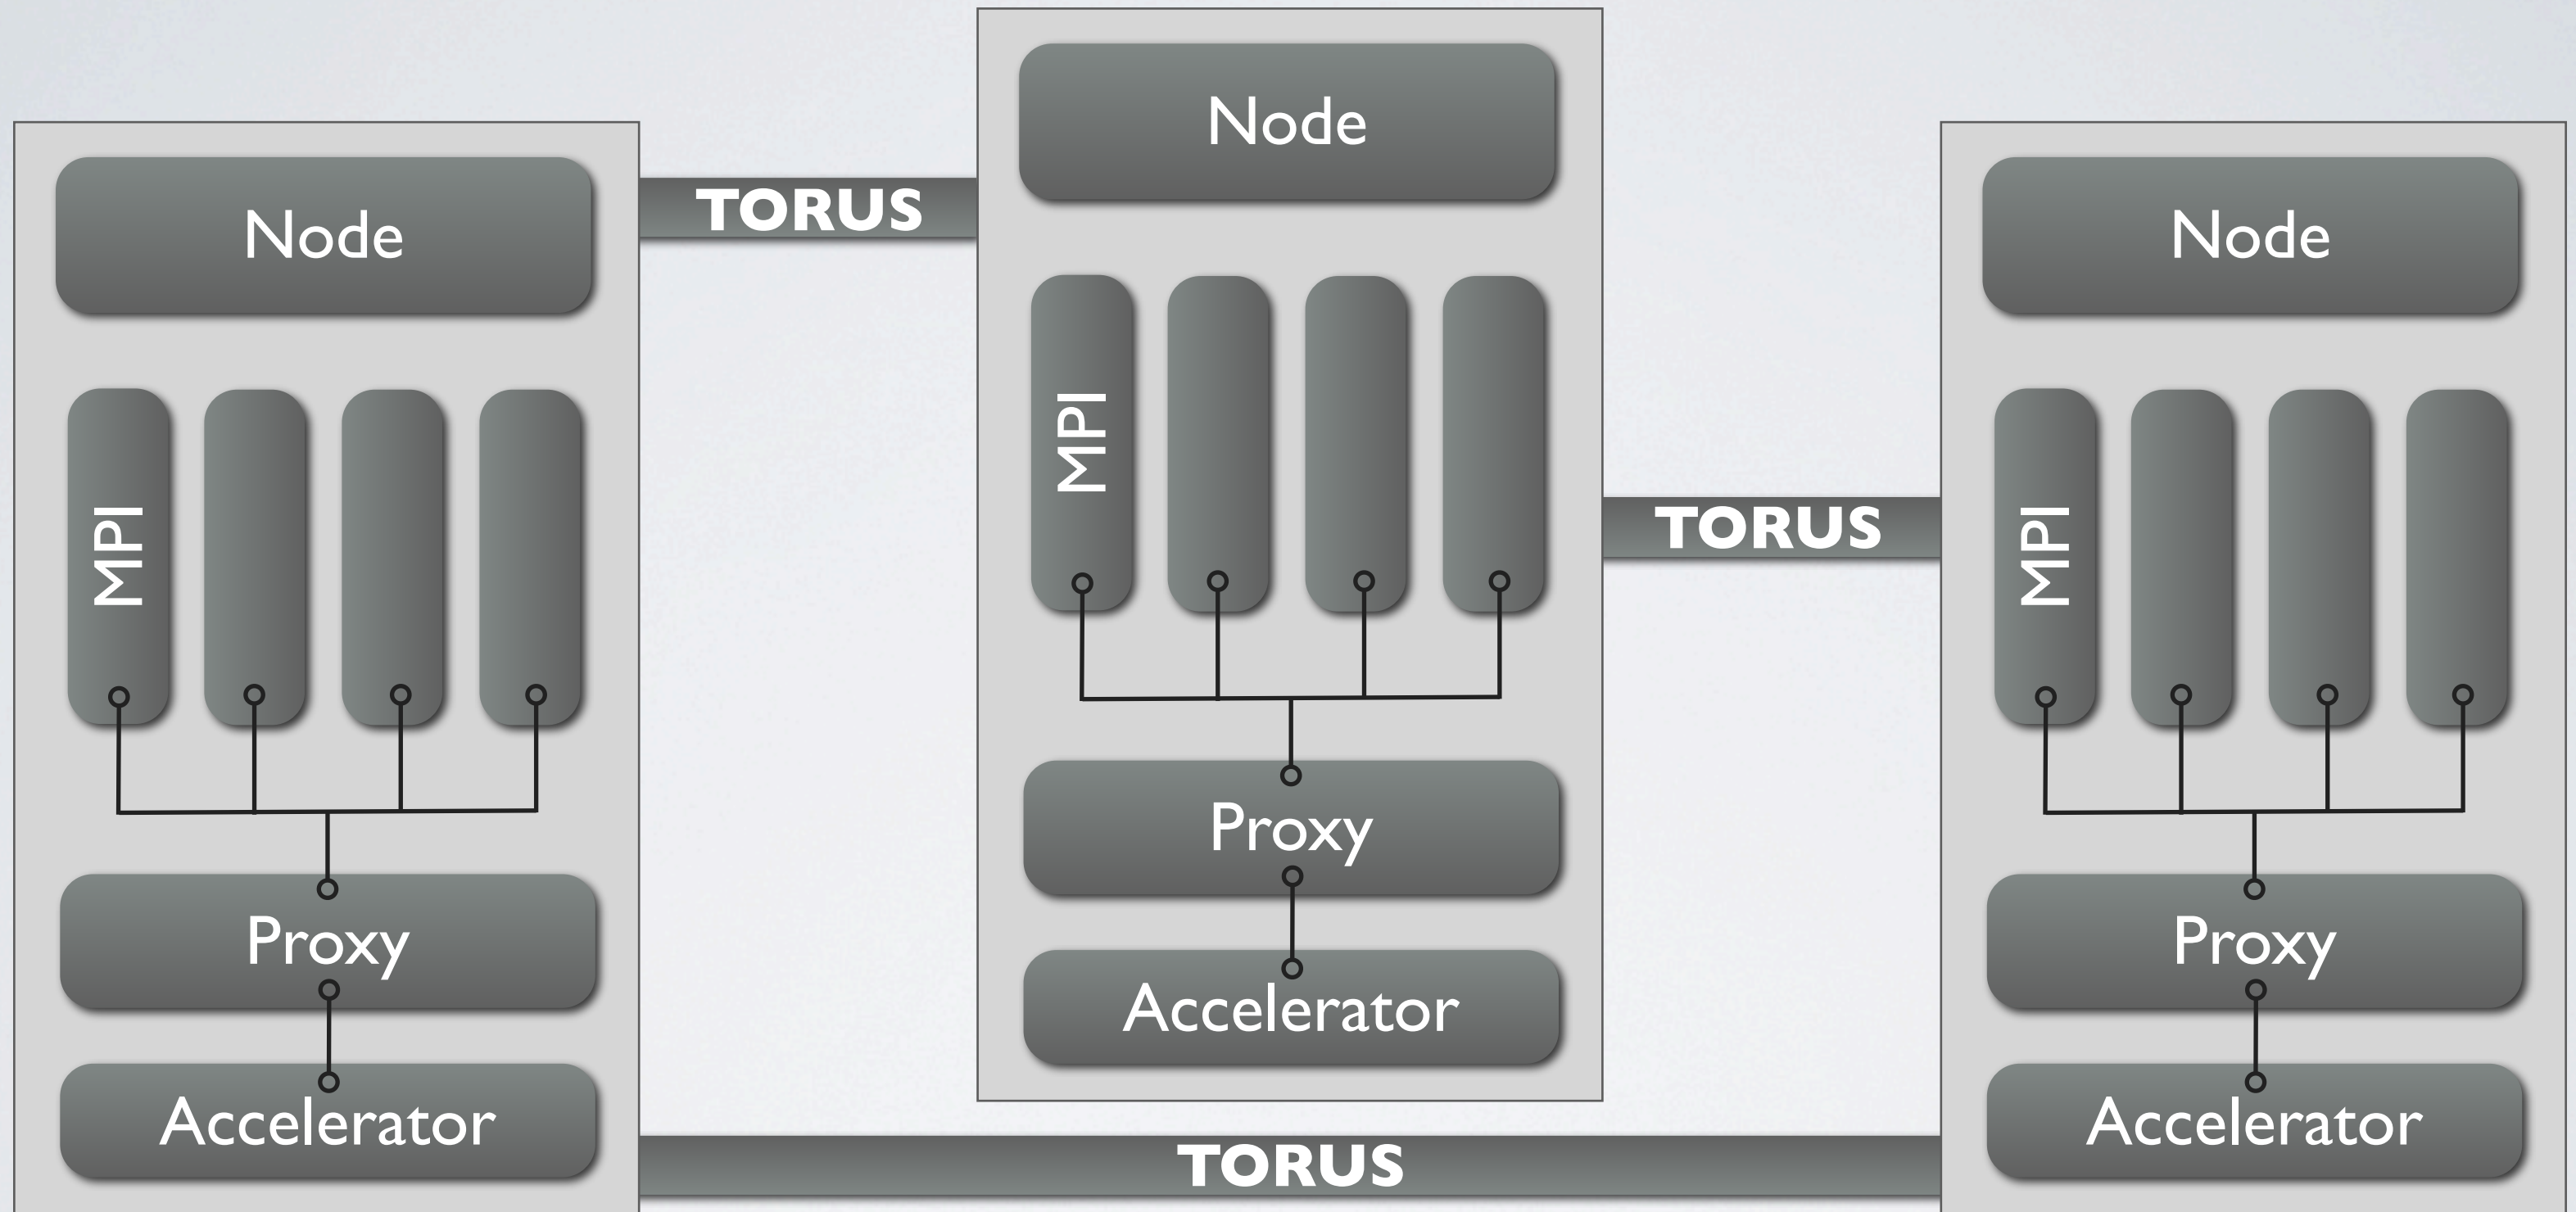 Node
MPI
Proxy
Accelerator
TORUS
Node
MPI
Proxy
Accelerator
TORUS
Node
MPI
Proxy
Accelerator
TORUS